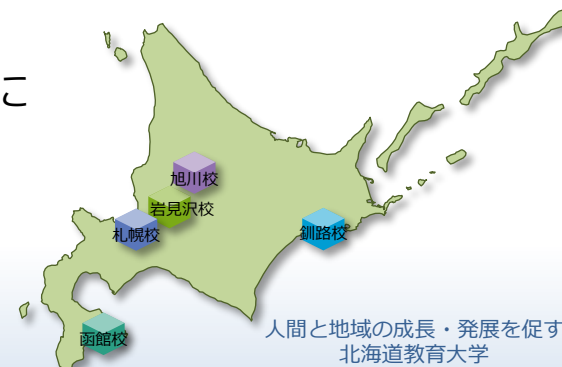 こ
旭川校
岩見沢校
札幌校
釧路校
函館校
人間と地域の成長・発展を促す
北海道教育大学